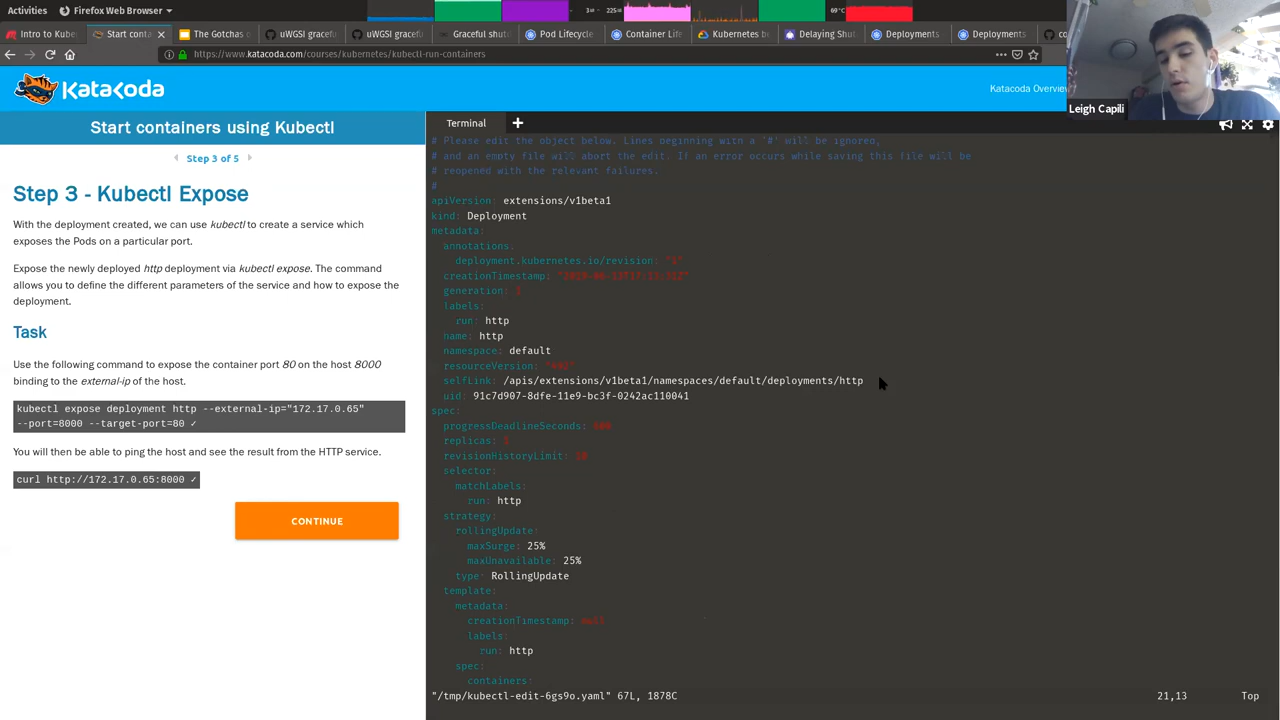 Activities
Firefox Web Browser
69°C
Intro to Kube
Start conta
The Gotchas o
uWGSI gracefu
uWGSI gracefu
Graceful shut
Pod Lifecycle
Container Life
Kubernetes be
Delaying Shut
Deployments
Deployments
https://www.katacoda.com/courses/kubernetes/kubectl-run-containers
Leigh Capili
Katacoda
Katacoda Overview
Start containers using Kubectl
Step 3 of 5
Step 3 - Kubectl Expose
With the deployment created, we can use kubectl to create a service which
exposes the Pods on a particular port.
Expose the newly deployed http deployment via kubectl expose. The command
allows you to define the different parameters of the service and how to expose the
deployment.
Task
Use the following command to expose the container port 80 on the host 8000
binding to the external-ip of the host.
kubectl expose deployment http --external-ip="172.17.0.65"
--port=8000 --target-port=80 ✓
You will then be able to ping the host and see the result from the HTTP service.
curl http://172.17.0.65:8000 ✓
CONTINUE
Terminal
# Please edit the object below. Lines beginning with a '#' will be ignored,
# and an empty file will abort the edit. If an error occurs while saving this file will be
# reopened with the relevant failures.
#
apiVersion: extensions/v1beta1
kind: Deployment
metadata:
annotations:
deployment.kubernetes.io/revision: "1"
creationTimestamp:
generation:
labels:
run: http
name: http
namespace: default
resourceVersion:
selfLink: /apis/extensions/v1beta1/namespaces/default/deployments/http
uid: 91c7d907-8dfe-11e9-bc3f-0242ac110041
spec:
progressDeadlineSeconds: 600
replicas: 1
revisionHistoryLimit: 10
selector:
matchLabels:
run: http
strategy:
rollingUpdate:
maxSurge: 25%
maxUnavailable: 25%
type: RollingUpdate
template:
metadata:
creationTimestamp: null
labels:
run: http
spec:
containers:
"/tmp/kubectl-edit-6gs9o.yaml" 67L, 1878C
21,13
Top